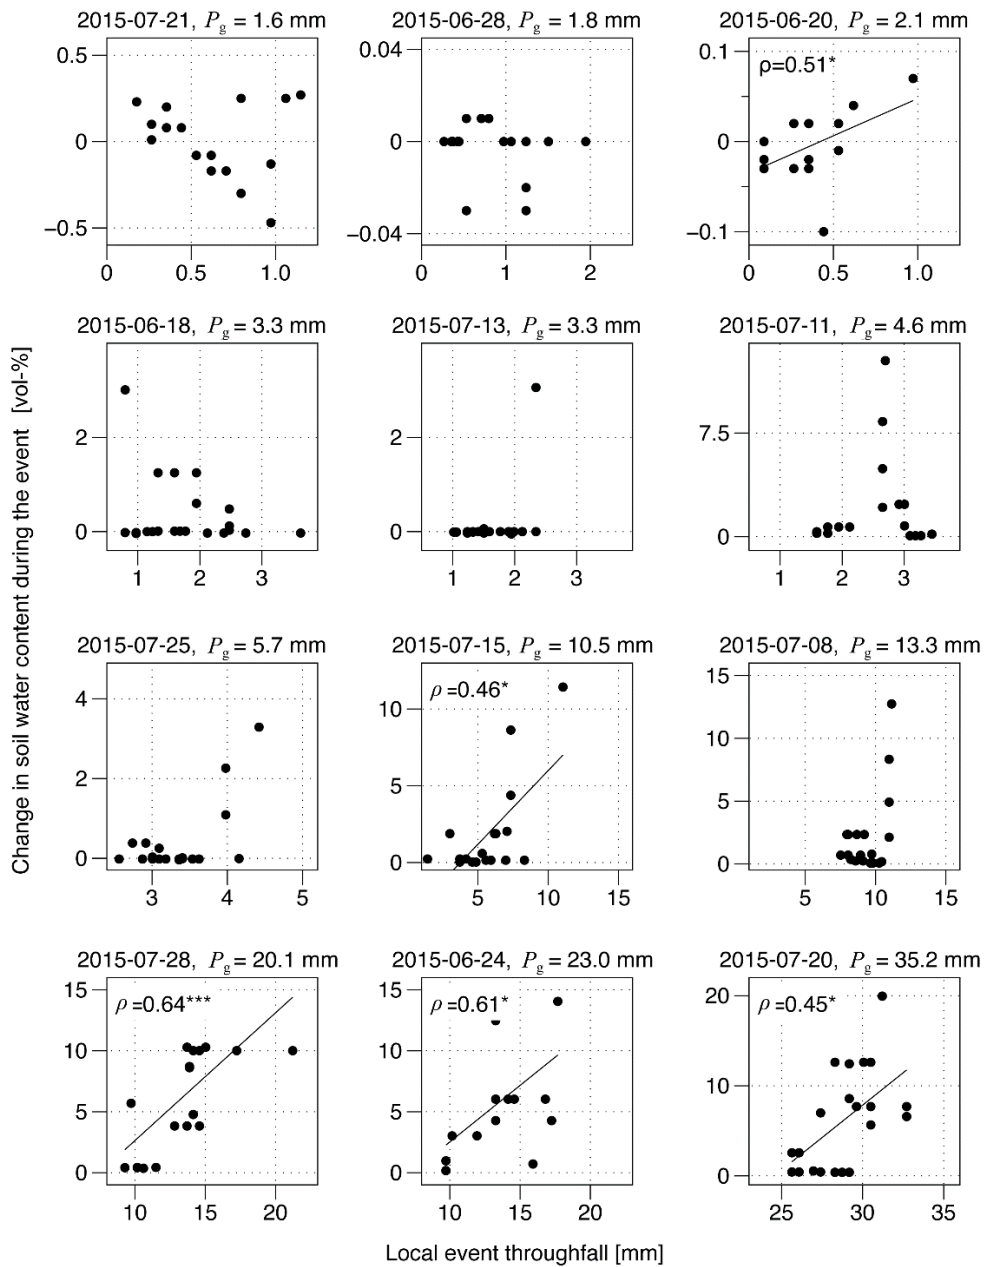 2015-07-21, Pg = 1.6 mm
2015-06-28, Pg = 1.8 mm
2015-06-20, Pg = 2.1 mm
0.5
0
−0.5
0 0.5 1.0
0.04
0
−0.04
0 1 2
0.1
0
−0.1
0 0.5 1.0
ρ=0.51*
2015-06-18, Pg = 3.3 mm
2015-07-13, Pg = 3.3 mm
2015-07-11, Pg = 4.6 mm
2
0
1 2 3
2
0
1 2 3
7.5
0
1 2 3
Change in soil water content during the event [vol-%]
2015-07-25, Pg = 5.7 mm
2015-07-15, Pg = 10.5 mm
2015-07-08, Pg = 13.3 mm
4
2
0
3 4 5
ρ =0.46*
10
5
0
5 10 15
15
10
5
0
5 10 15
2015-07-28, Pg = 20.1 mm
2015-06-24, Pg = 23.0 mm
2015-07-20, Pg = 35.2 mm
ρ =0.64***
15
10
5
0
10 15 20
ρ =0.61*
15
10
5
0
10 15 20
ρ =0.45*
20
10
0
25 30 35
Local event throughfall [mm]